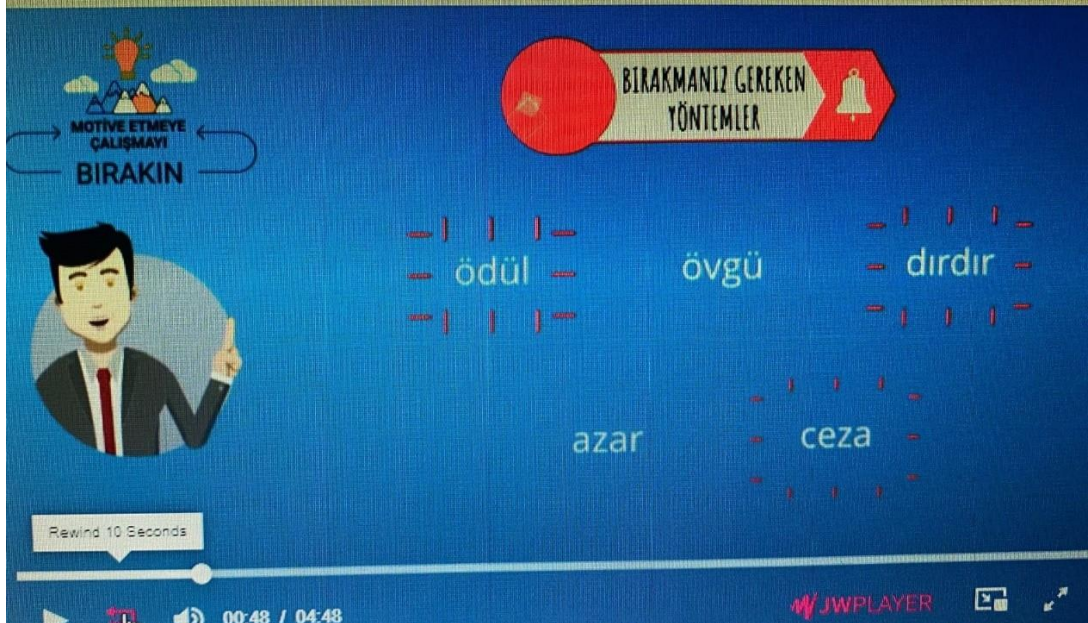 MOTİVE ETMEYE
ÇALIŞMAYI
BIRAKIN
BIRAKMANIZ GEREKEN
YÖNTEMLER
ödül övgü dırdır
azar ceza
Rewind 10 Seconds
00:48 / 04:48
JWPLAYER